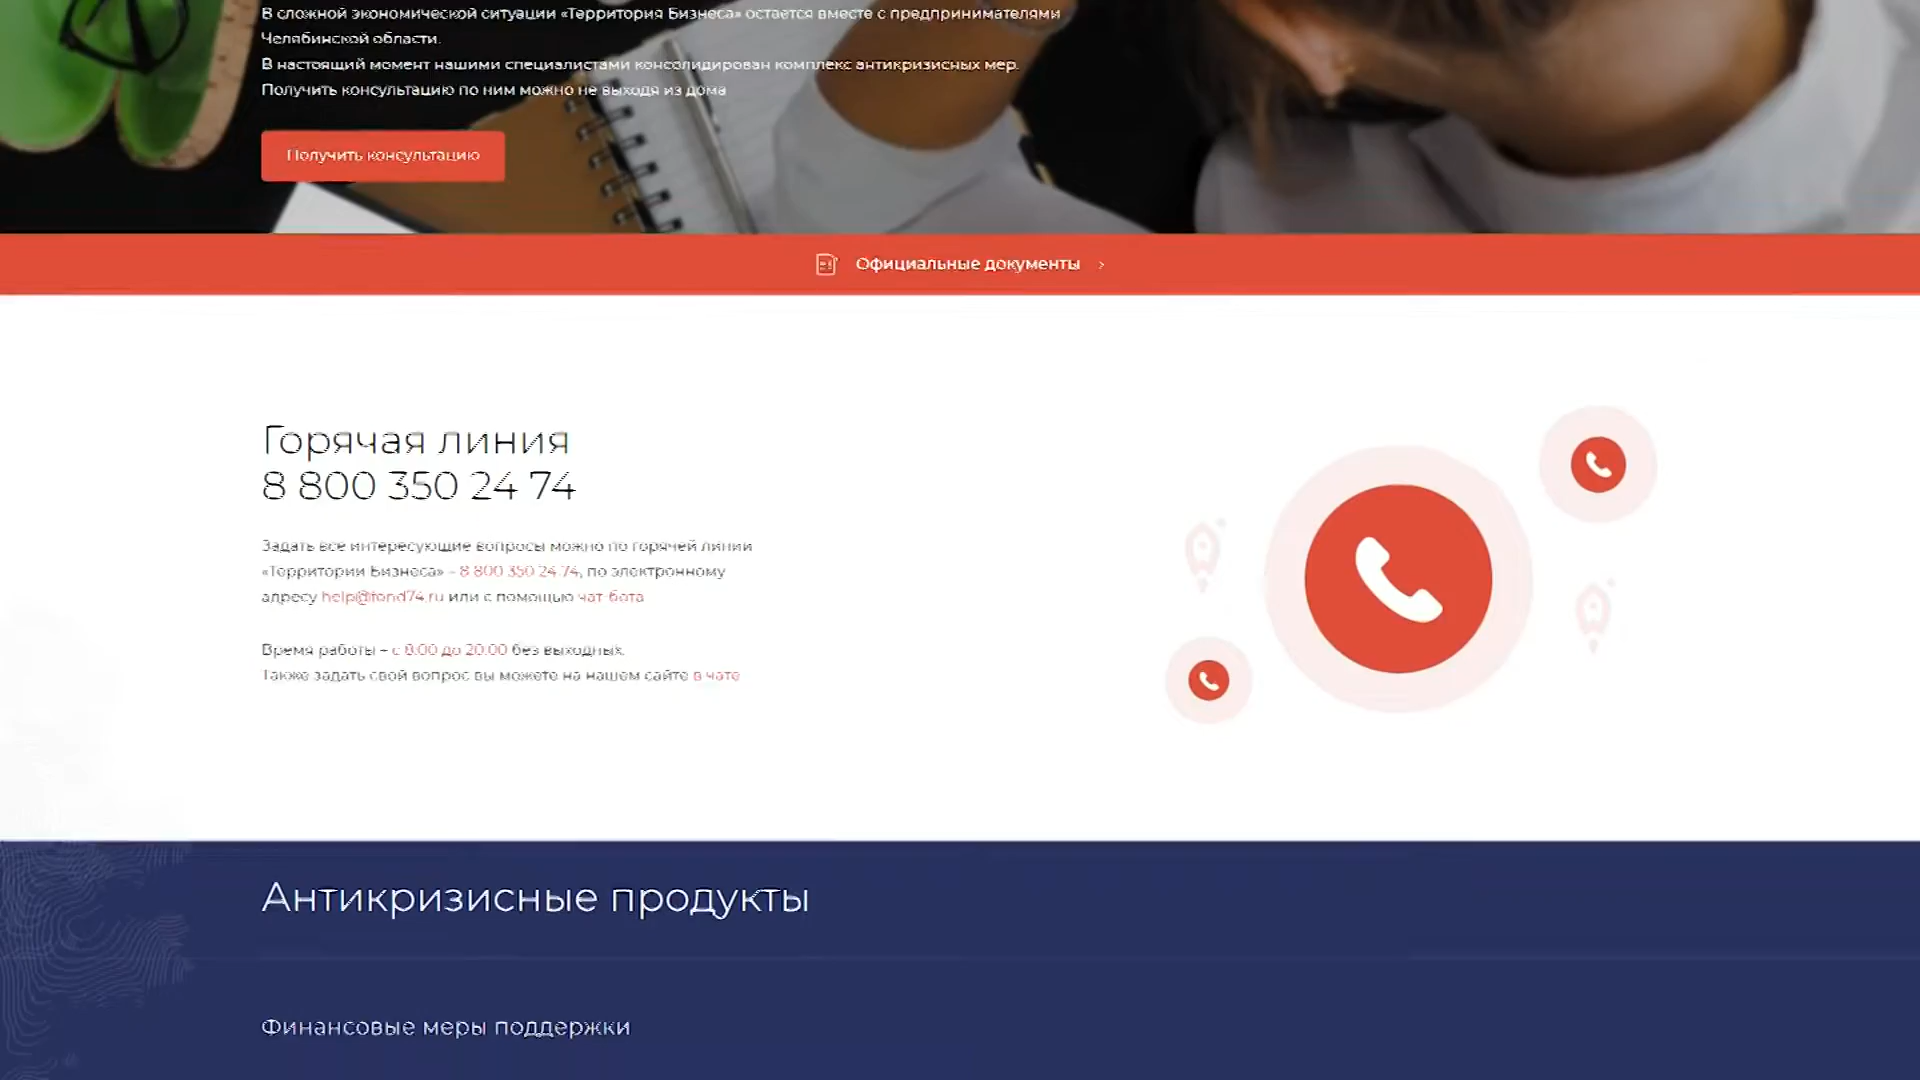 В сложной экономической ситуации «Территория Бизнеса» остается вместе с предпринимателями
Челябинской области.
В настоящий момент нашими специалистами консолидирован комплекс антикризисных мер.
Получить консультацию по ним можно не выходя из дома
Получить консультацию
Официальные документы
Горячая линия
8 800 350 24 74
Задать все интересующие вопросы можно по горячей линии
«Территории Бизнеса» – 8 800 350 24 74, по электронному
адресу help@fond74.ru или с помощью чат-бота
Время работы – с 8:00 до 20:00 без выходных.
Также задать свой вопрос вы можете на нашем сайте в чате
Антикризисные продукты
Финансовые меры поддержки